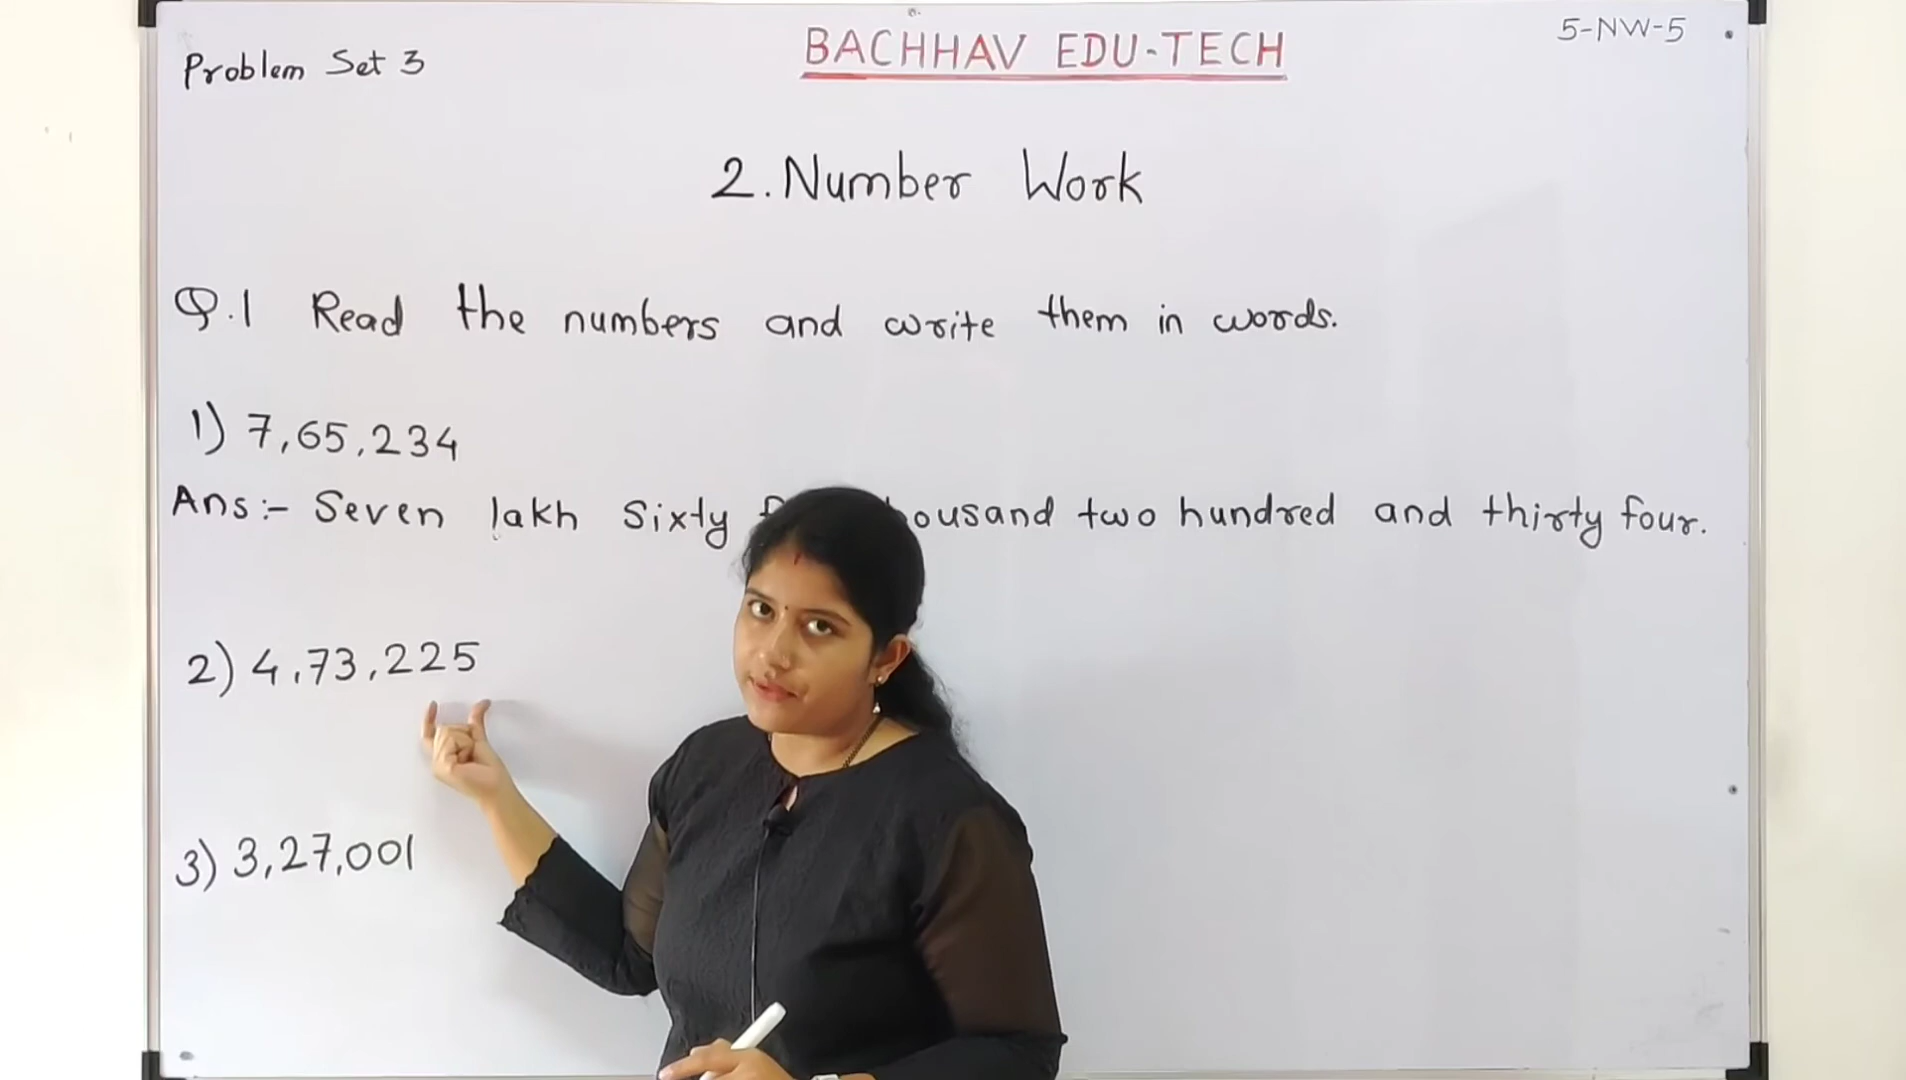 Problem Set 3
BACHHAV EDU-TECH
5-NW-5
2. Number Work
Q.1 Read the numbers and write them in words.
1) 7,65,234
Ans:- Seven lakh Sixty ousand two hundred and thirty four.
2) 4,73,225
3) 3,27,001